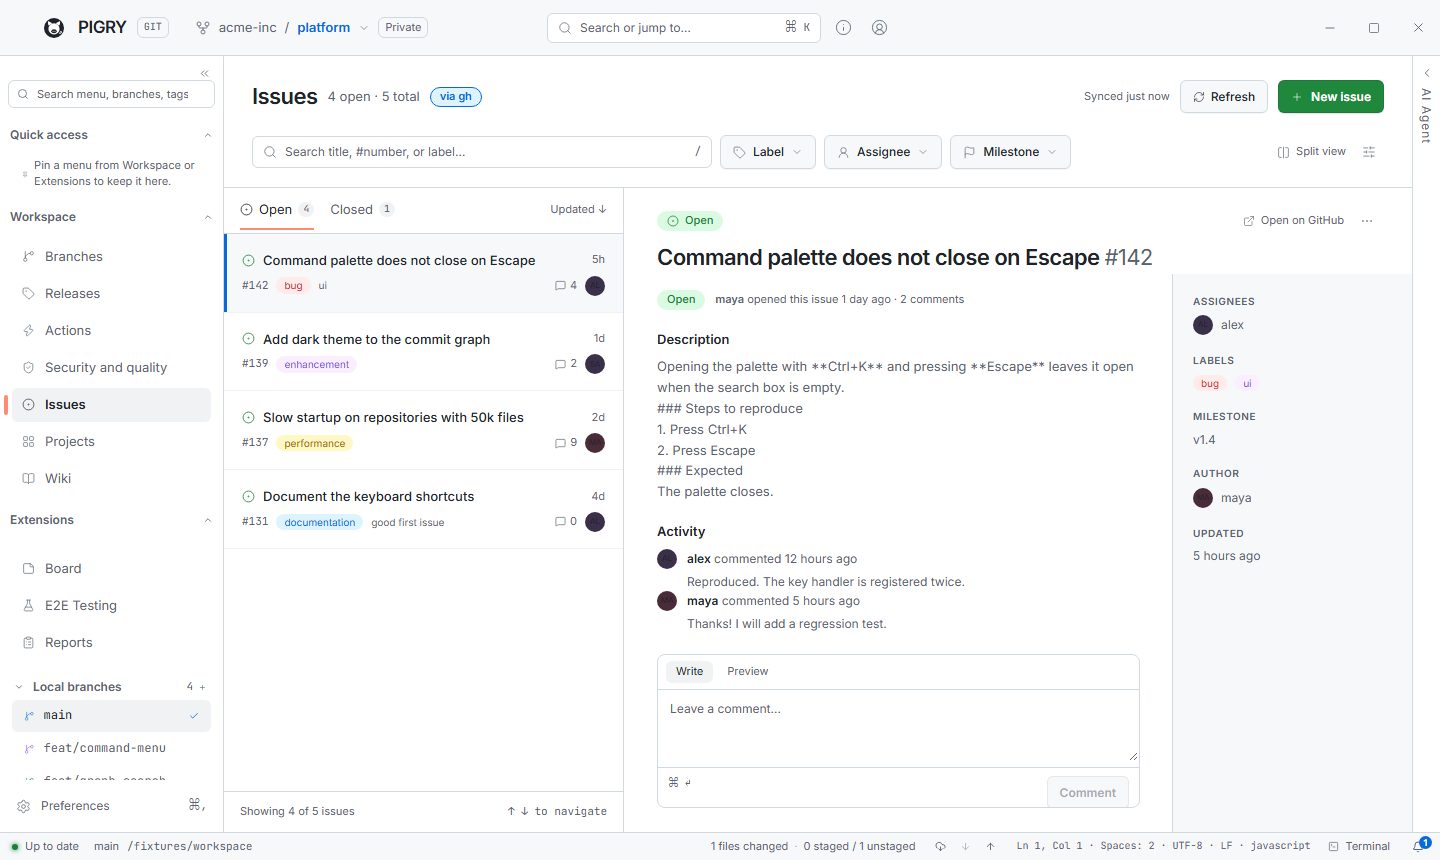 PIGRY GIT acme-inc / platform Private
Search or jump to... ⌘ K
Search menu, branches, tags
Quick access
Pin a menu from Workspace or
Extensions to keep it here.
Workspace
Branches
Releases
Actions
Security and quality
Issues
Projects
Wiki
Extensions
Board
E2E Testing
Reports
Local branches 4 +
main
feat/command-menu
Preferences ⌘,
Issues 4 open · 5 total via gh
Synced just now Refresh + New issue
Search title, #number, or label... /
Label Assignee Milestone
Split view
Open 4 Closed 1 Updated ↓
Command palette does not close on Escape 5h
#142 bug ui 4
Add dark theme to the commit graph 1d
#139 enhancement 2
Slow startup on repositories with 50k files 2d
#137 performance 9
Document the keyboard shortcuts 4d
#131 documentation good first issue 0
Showing 4 of 5 issues ↑ ↓ to navigate
Open
Open on GitHub ...
Command palette does not close on Escape #142
Open maya opened this issue 1 day ago · 2 comments
Description
Opening the palette with **Ctrl+K** and pressing **Escape** leaves it open
when the search box is empty.
### Steps to reproduce
1. Press Ctrl+K
2. Press Escape
### Expected
The palette closes.
Activity
alex commented 12 hours ago
Reproduced. The key handler is registered twice.
maya commented 5 hours ago
Thanks! I will add a regression test.
Write Preview
Leave a comment...
⌘ ↵
Comment
ASSIGNEES
alex
LABELS
bug ui
MILESTONE
v1.4
AUTHOR
maya
UPDATED
5 hours ago
AI Agent
Up to date main /fixtures/workspace
1 files changed · 0 staged / 1 unstaged
↓ ↑
Ln 1, Col 1 · Spaces: 2 · UTF-8 · LF · javascript
Terminal
1